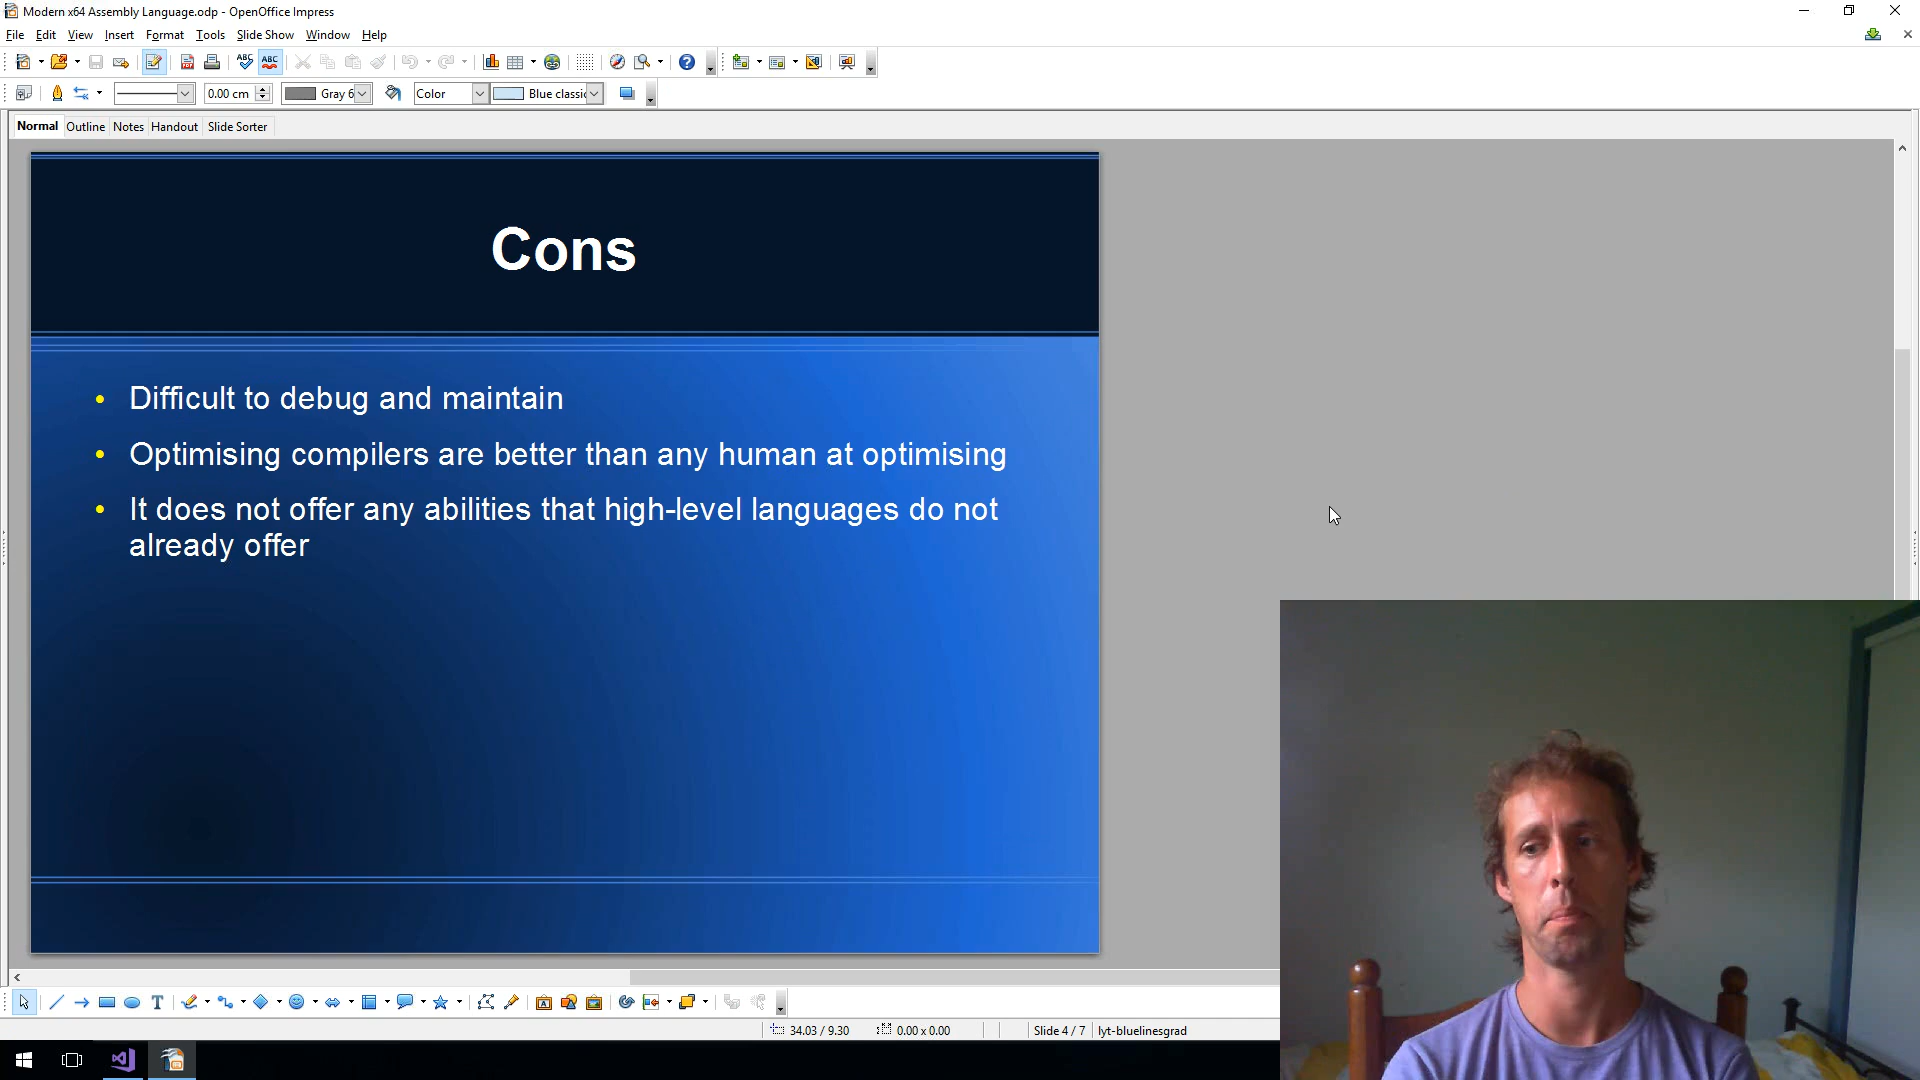 Modern x64 Assembly Language.odp - OpenOffice Impress
File Edit View Insert Format Tools Slide Show Window Help
0.00 cm Gray 6 Color Blue classic
Normal Outline Notes Handout Slide Sorter
Cons
• Difficult to debug and maintain
• Optimising compilers are better than any human at optimising
• It does not offer any abilities that high-level languages do not
already offer
34.03 / 9.30 0.00 x 0.00 Slide 4 / 7 lyt-bluelinesgrad